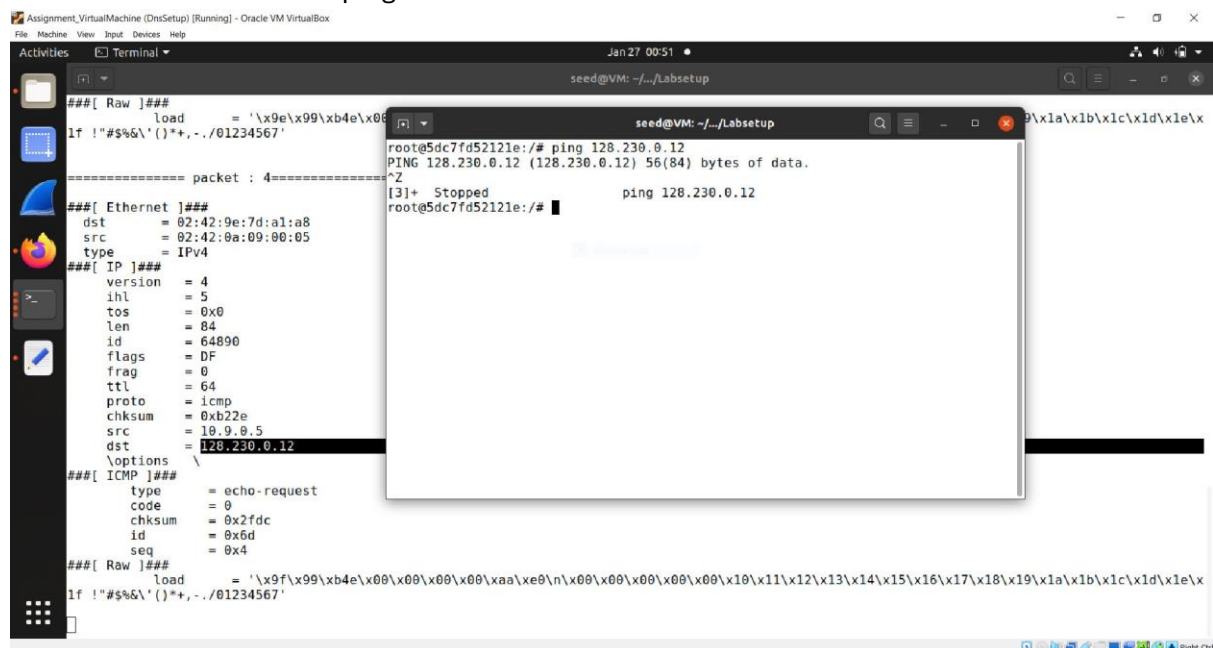 Assignment_VirtualMachine (DnsSetup) [Running] - Oracle VM VirtualBox
File Machine View Input Devices Help
Activities Terminal Jan 27 00:51
seed@VM: ~/.../Labsetup
###[ Raw ]###
load = '\x9e\x99\xb4e\x00
9\x1a\x1b\x1c\x1d\x1e\x
1f !"#$%&\'()*+,-./01234567'
=============== packet : 4===============
###[ Ethernet ]###
dst = 02:42:9e:7d:a1:a8
src = 02:42:0a:09:00:05
type = IPv4
###[ IP ]###
version = 4
ihl = 5
tos = 0x0
len = 84
id = 64890
flags = DF
frag = 0
ttl = 64
proto = icmp
chksum = 0xb22e
src = 10.9.0.5
dst = 128.230.0.12
\options \
###[ ICMP ]###
type = echo-request
code = 0
chksum = 0x2fdc
id = 0x6d
seq = 0x4
###[ Raw ]###
load = '\x9f\x99\xb4e\x00\x00\x00\x00\xaa\xe0\n\x00\x00\x00\x00\x00\x10\x11\x12\x13\x14\x15\x16\x17\x18\x19\x1a\x1b\x1c\x1d\x1e\x
1f !"#$%&\'()*+,-./01234567'
seed@VM: ~/.../Labsetup
root@5dc7fd52121e:/# ping 128.230.0.12
PING 128.230.0.12 (128.230.0.12) 56(84) bytes of data.
^Z
[3]+ Stopped ping 128.230.0.12
root@5dc7fd52121e:/#
Right Ctrl